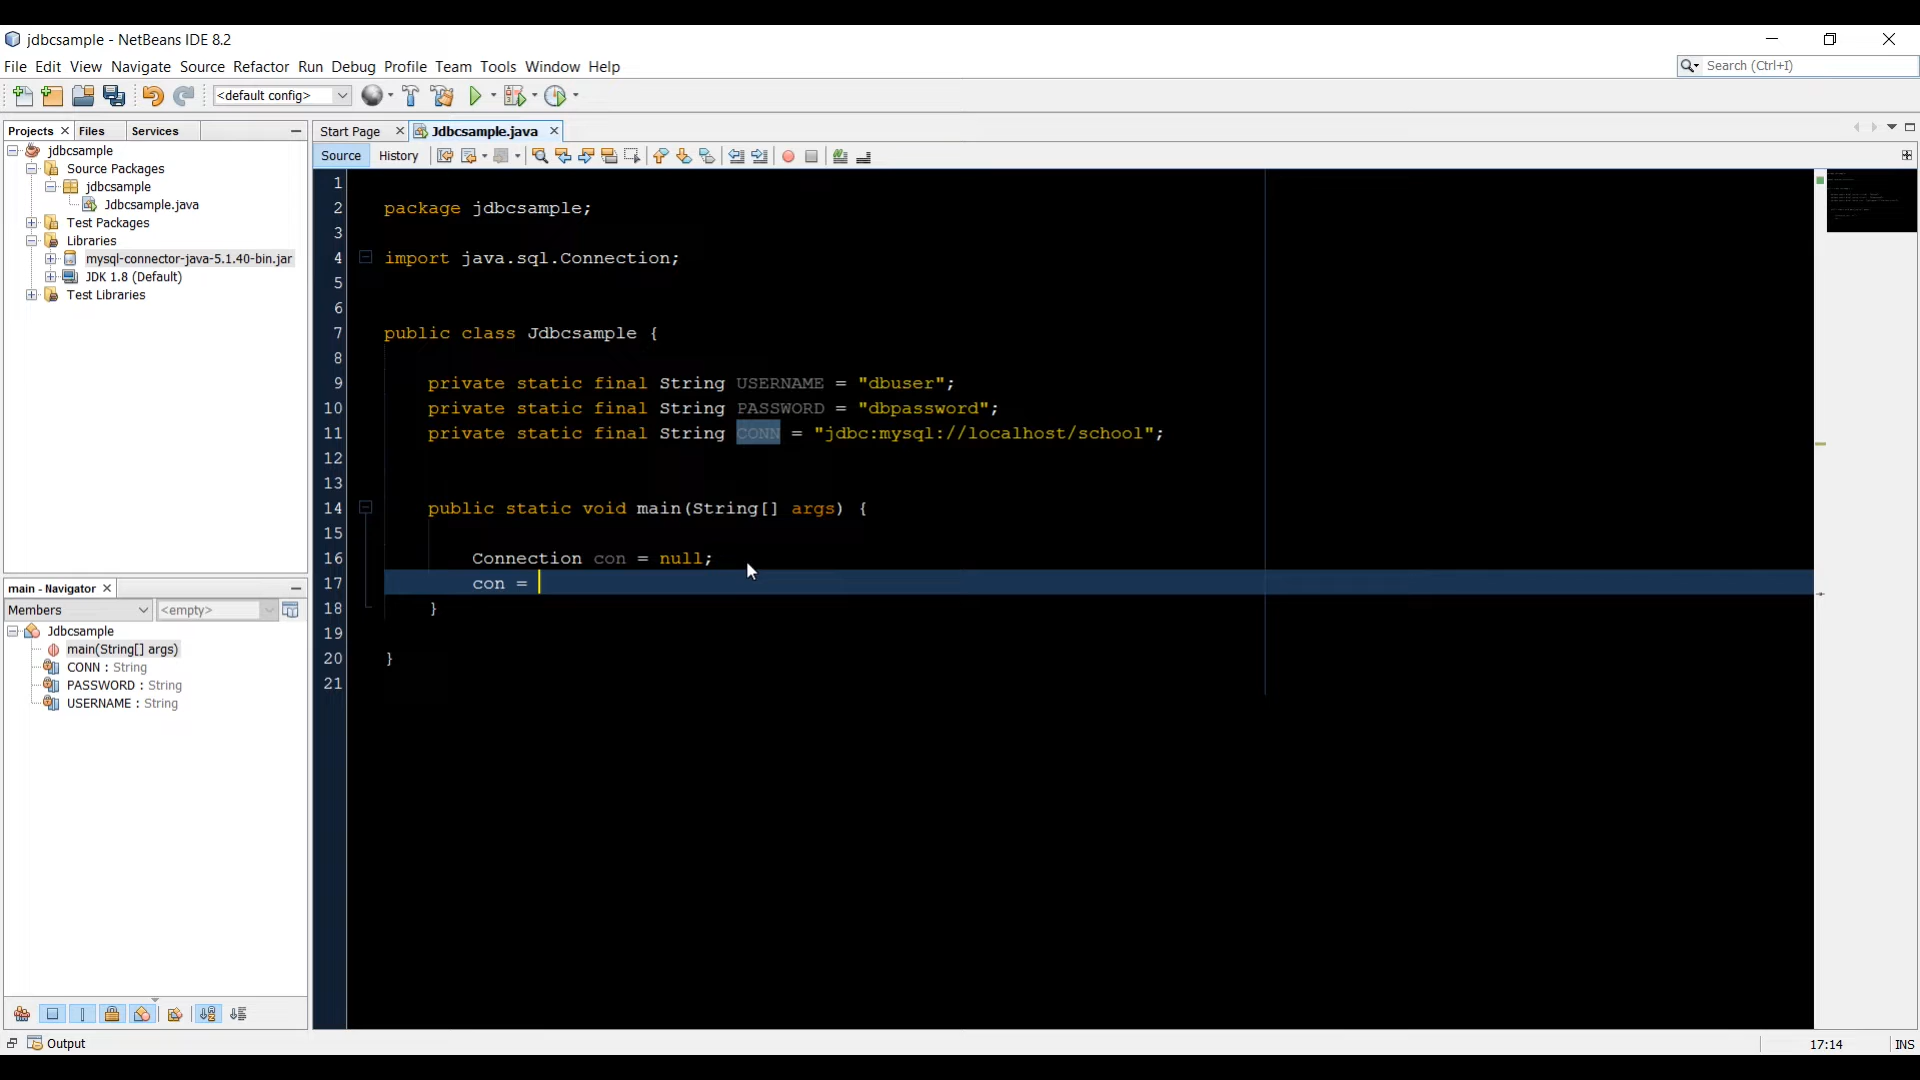 jdbcsample - NetBeans IDE 8.2
File Edit View Navigate Source Refactor Run Debug Profile Team Tools Window Help
Search (Ctrl+I)
<default config>
Projects Files Services
Start Page Jdbcsample.java
Source History
jdbcsample
Source Packages
jdbcsample
Jdbcsample.java
Test Packages
Libraries
mysql-connector-java-5.1.40-bin.jar
JDK 1.8 (Default)
Test Libraries
1
2 package jdbcsample;
3
4 import java.sql.Connection;
5
6
7 public class Jdbcsample {
8
9 private static final String USERNAME = "dbuser";
10 private static final String PASSWORD = "dbpassword";
11 private static final String CONN = "jdbc:mysql://localhost/school";
12
13
14 public static void main(String[] args) {
15
16 Connection con = null;
17 con =
18 }
19
20 }
21
main - Navigator
Members <empty>
Jdbcsample
main(String[] args)
CONN : String
PASSWORD : String
USERNAME : String
Output
17:14 INS